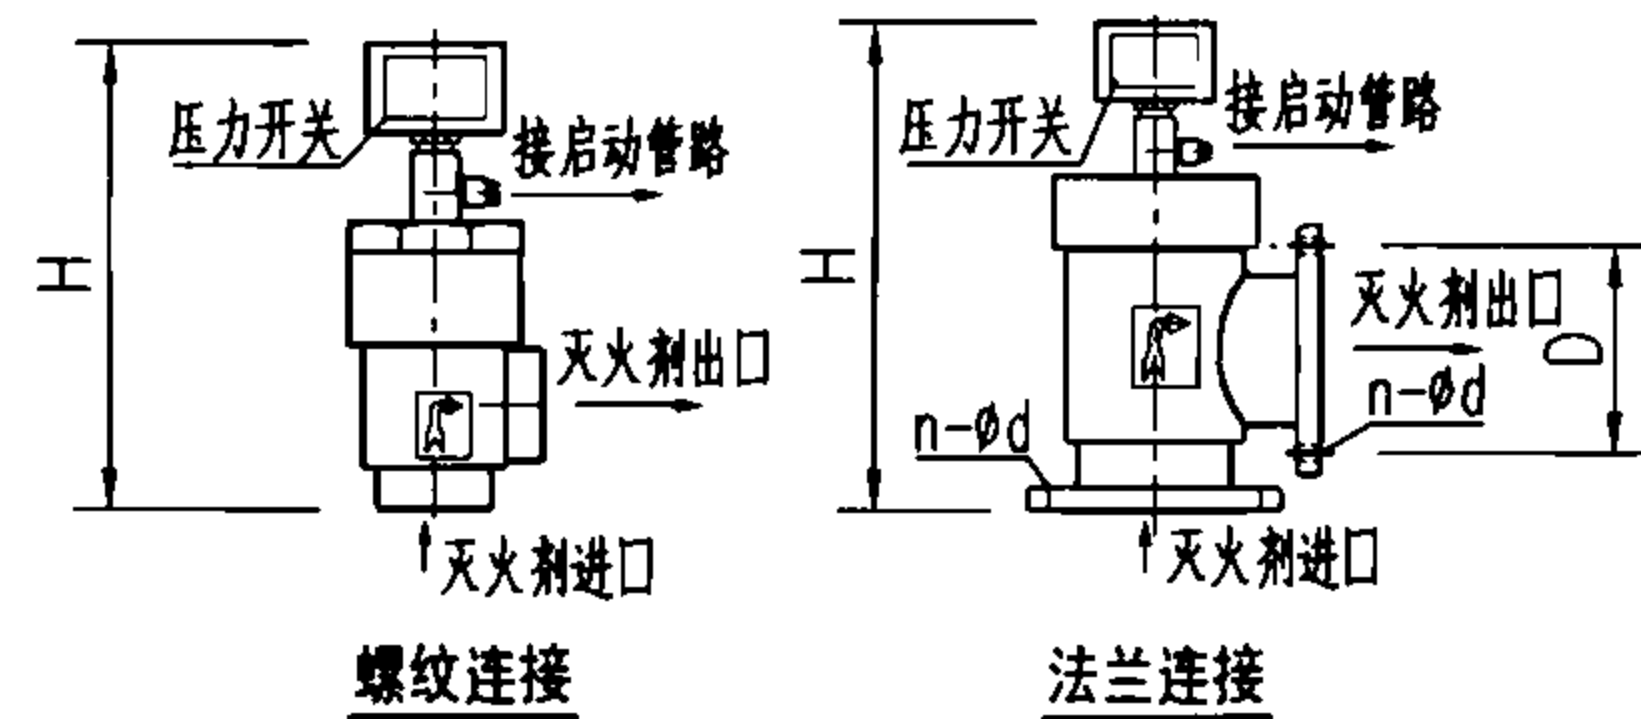 H
压力开关
接启动管路
灭火剂出口
灭火剂进口
螺纹连接
H
压力开关
接启动管路
灭火剂出口
D
n-ød
n-ød
灭火剂进口
法兰连接